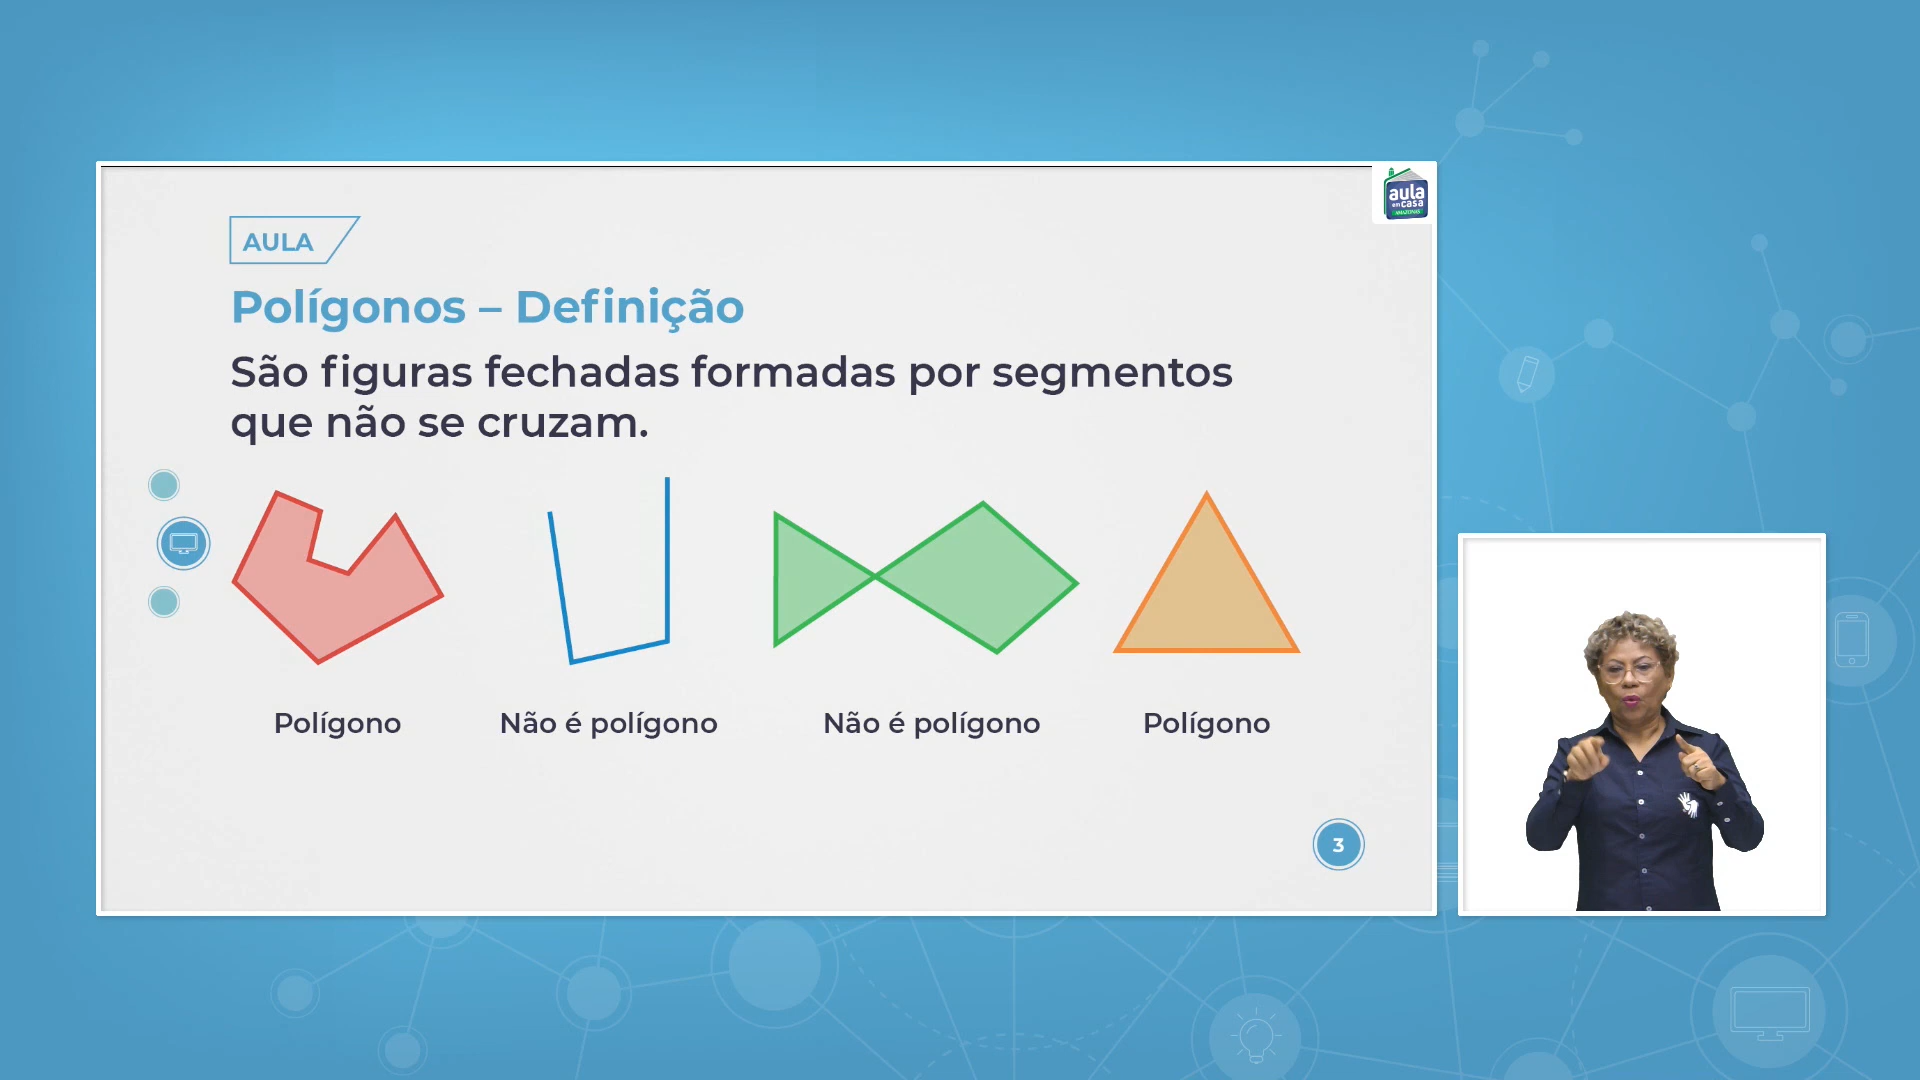 aula
em casa
AMAZONAS
AULA
Polígonos – Definição
São figuras fechadas formadas por segmentos
que não se cruzam.
Polígono
Não é polígono
Não é polígono
Polígono
3